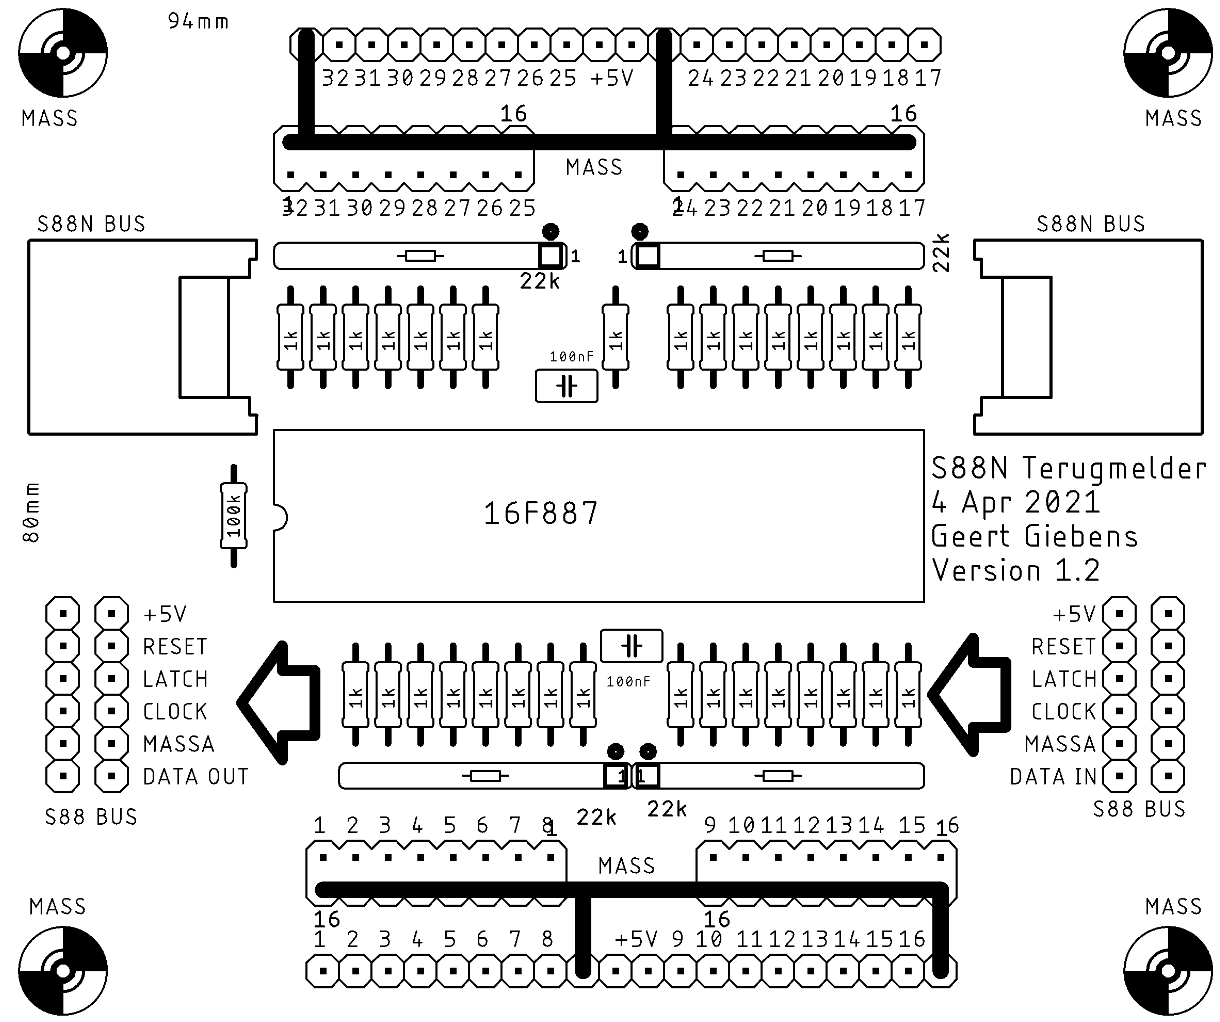 94mm
32 31 30 29 28 27 26 25 +5V 24 23 22 21 20 19 18 17
MASS
MASS
16
16
MASS
1
1
32 31 30 29 28 27 26 25
24 23 22 21 20 19 18 17
S88N BUS
S88N BUS
1
1
22k
22k
1k 1k 1k 1k 1k 1k 1k
1k
1k 1k 1k 1k 1k 1k 1k 1k
100nF
80mm
100k
16F887
S88N Terugmelder
4 Apr 2021
Geert Giebens
Version 1.2
+5V
RESET
LATCH
CLOCK
MASSA
DATA OUT
S88 BUS
1k 1k 1k 1k 1k 1k 1k 1k
100nF
1k 1k 1k 1k 1k 1k 1k 1k
+5V
RESET
LATCH
CLOCK
MASSA
DATA IN
S88 BUS
1
1
22k
22k
1 2 3 4 5 6 7 8
1
9 10 11 12 13 14 15 16
1
MASS
MASS
MASS
16
16
1 2 3 4 5 6 7 8 +5V 9 10 11 12 13 14 15 16